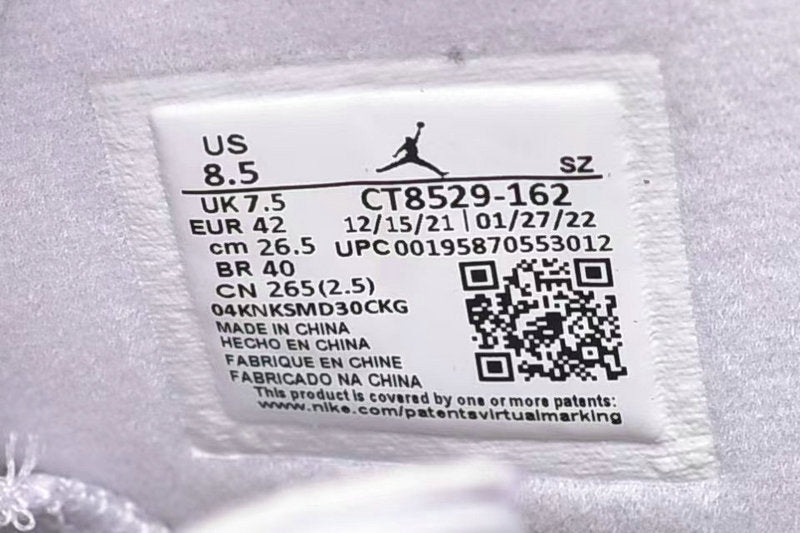 US
8.5
SZ
UK 7.5
CT8529-162
EUR 42
12/15/21 | 01/27/22
cm 26.5
UPC 00195870553012
BR 40
CN 265(2.5)
04KNKSMD30CKG
MADE IN CHINA
HECHO EN CHINA
FABRIQUE EN CHINE
FABRICADO NA CHINA
This product is covered by one or more patents:
www.nike.com/patentsvirtualmarking